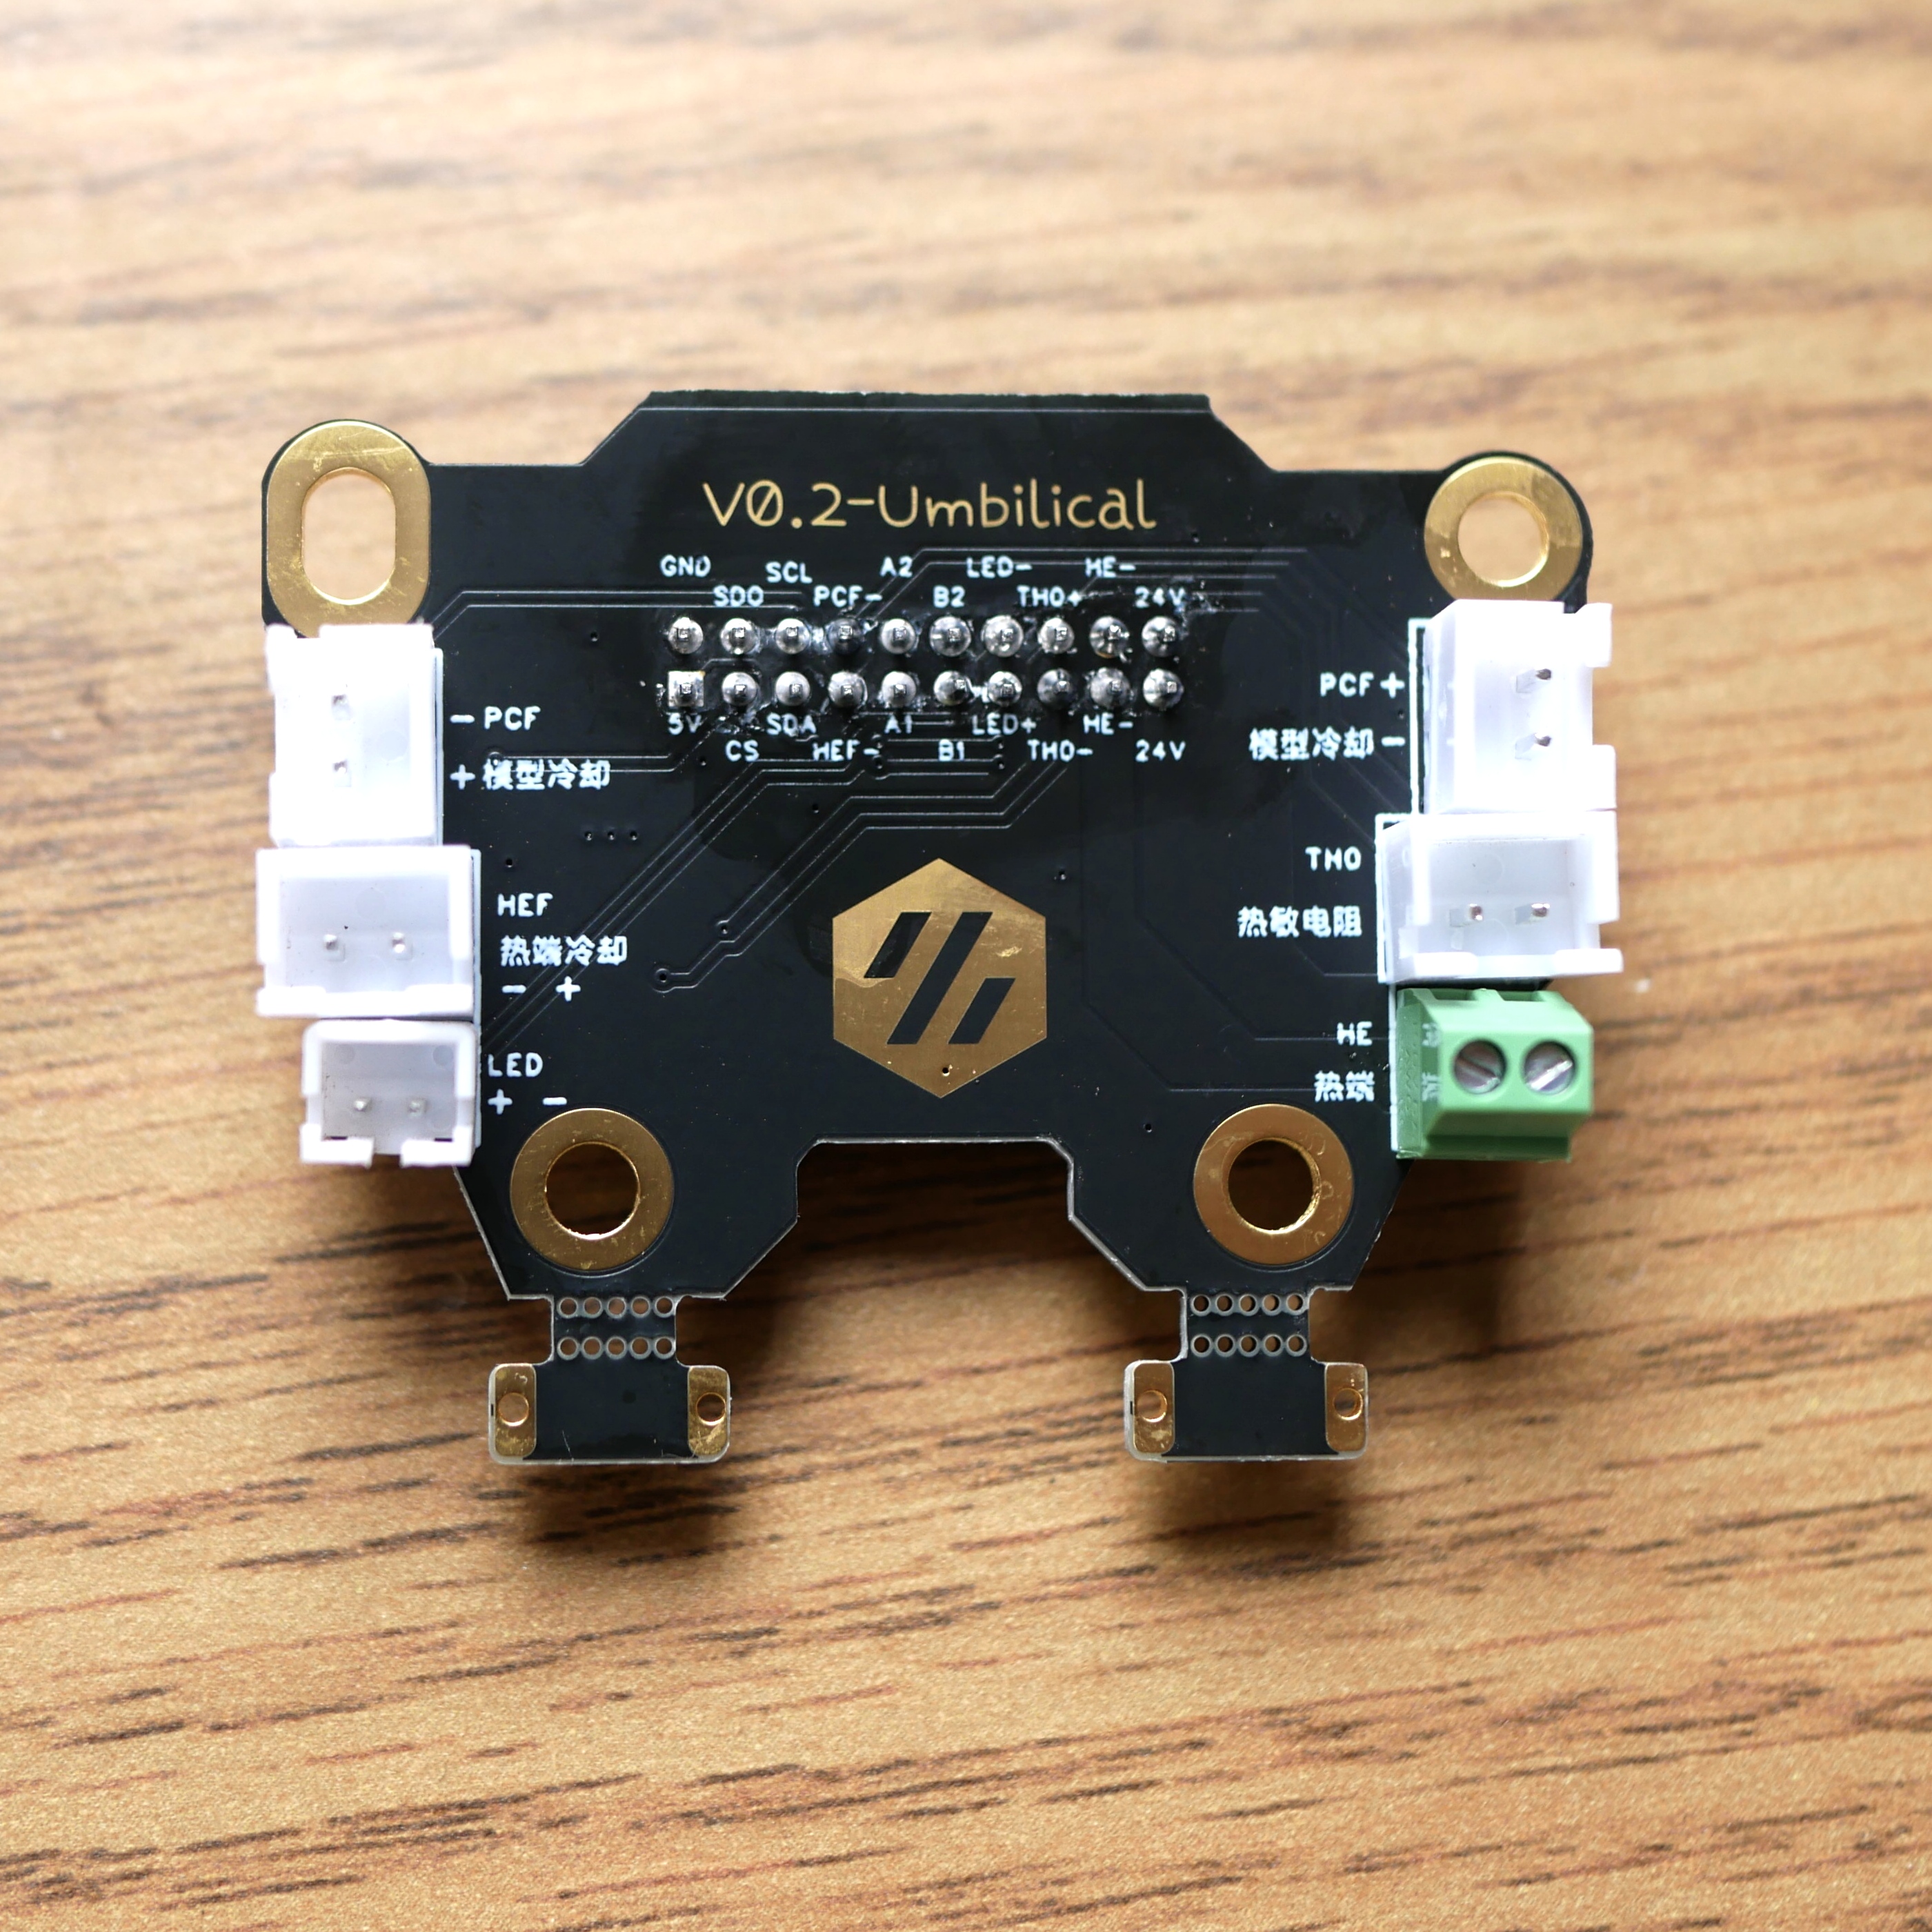 V0.2-Umbilical
GND SCL A2 LED- HE-
SDO PCF- B2 TH0+ 24V
5V SDA A1 LED+ HE-
CS HEF- B1 TH0- 24V
- PCF
+ 模型冷却
HEF
热端冷却
- +
LED
+ -
PCF +
模型冷却 -
TH0
热敏电阻
HE
热端